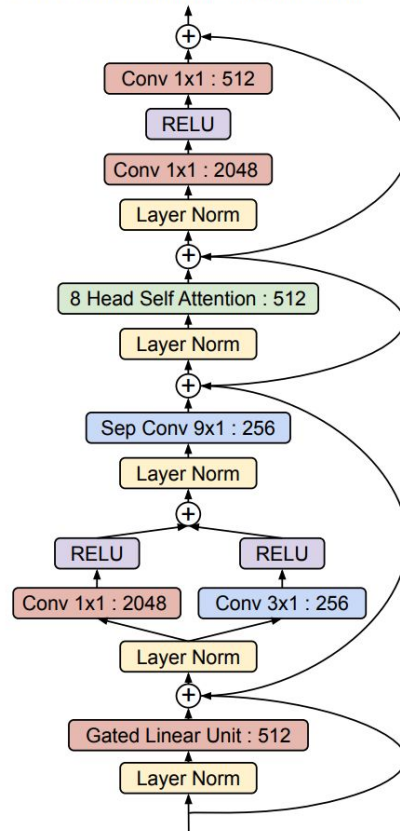 +
Conv 1x1 : 512
RELU
Conv 1x1 : 2048
Layer Norm
+
8 Head Self Attention : 512
Layer Norm
+
Sep Conv 9x1 : 256
Layer Norm
+
RELU
RELU
Conv 1x1 : 2048
Conv 3x1 : 256
Layer Norm
+
Gated Linear Unit : 512
Layer Norm